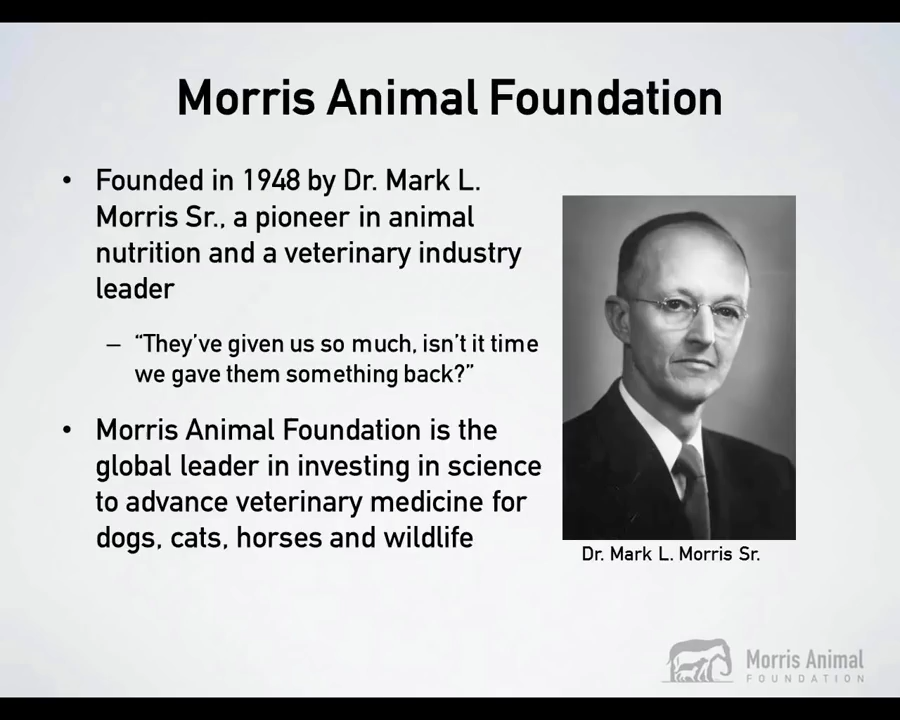 Morris Animal Foundation
• Founded in 1948 by Dr. Mark L.
Morris Sr., a pioneer in animal
nutrition and a veterinary industry
leader
– “They’ve given us so much, isn’t it time
we gave them something back?”
• Morris Animal Foundation is the
global leader in investing in science
to advance veterinary medicine for
dogs, cats, horses and wildlife
Dr. Mark L. Morris Sr.
Morris Animal
FOUNDATION